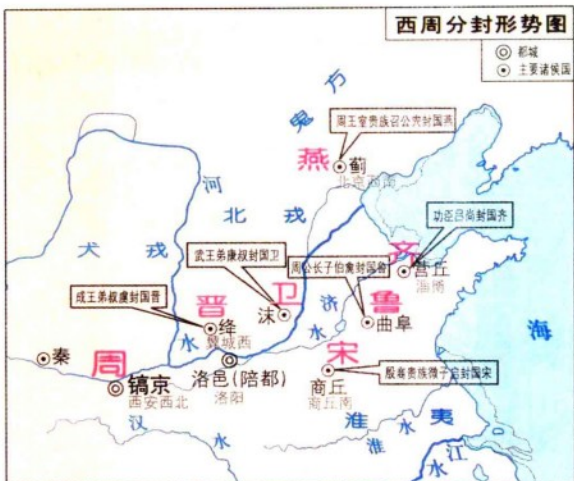 西周分封形势图
都城
主要诸侯国
鬼方
周王室贵族召公奭封国燕
燕
蓟
北京西南
河
北戎
犬戎
功臣吕尚封国齐
武王弟康叔封国卫
周公长子伯禽封国鲁
齐
营丘
淄博
成王弟叔虞封国晋
晋
卫
济
鲁
绛
翼城西
沫
水
曲阜
海
水
秦
周
洛邑(陪都)
洛阳
宋
镐京
西安西北
商丘
商丘南
殷商贵族微子启封国宋
汉
水
淮夷
淮水
江
水